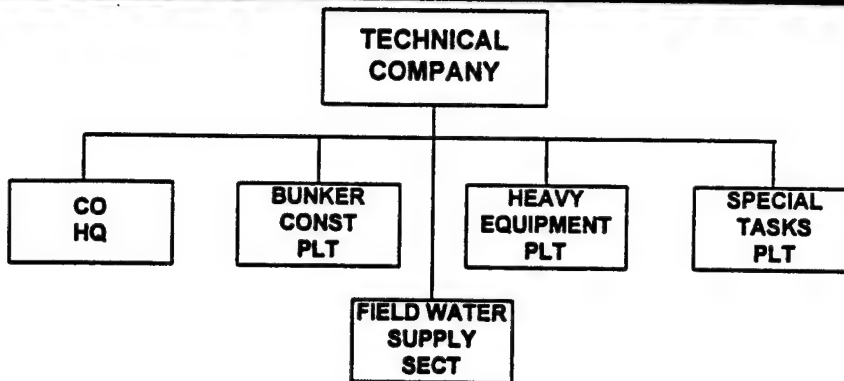 TECHNICAL
COMPANY
CO
HQ
BUNKER
CONST
PLT
HEAVY
EQUIPMENT
PLT
SPECIAL
TASKS
PLT
FIELD WATER
SUPPLY
SECT